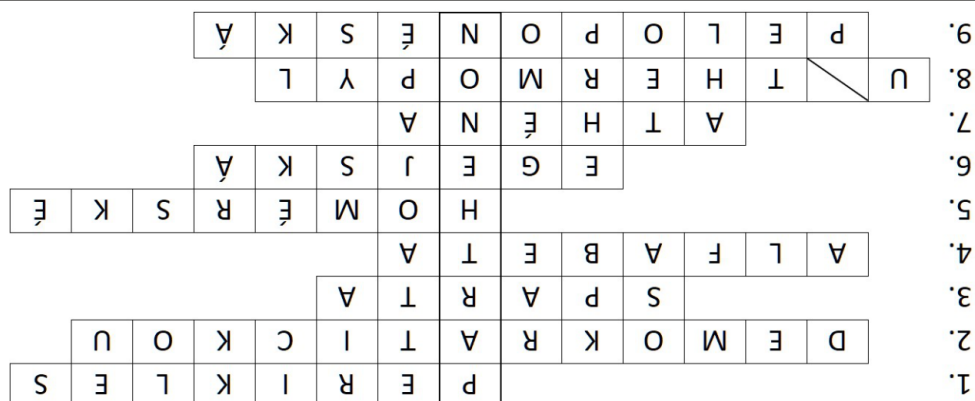 1. PERIKLES
2. DEMOKRATICKOU
3. SPARTA
4. ALFABETA
5. HOMÉRSKÉ
6. EGEJSKÁ
7. ATHÉNA
8. U THERMOPYL
9. PELOPONÉSKÁ